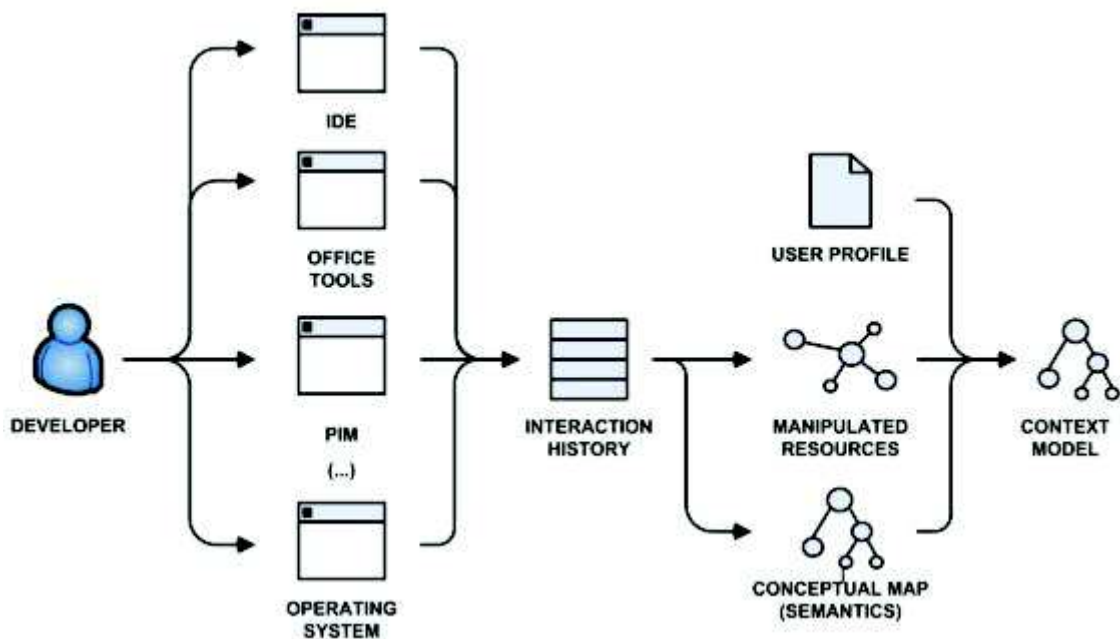 IDE
OFFICE
TOOLS
USER PROFILE
DEVELOPER
PIM
(...)
INTERACTION
HISTORY
MANIPULATED
RESOURCES
CONTEXT
MODEL
OPERATING
SYSTEM
CONCEPTUAL MAP
(SEMANTICS)